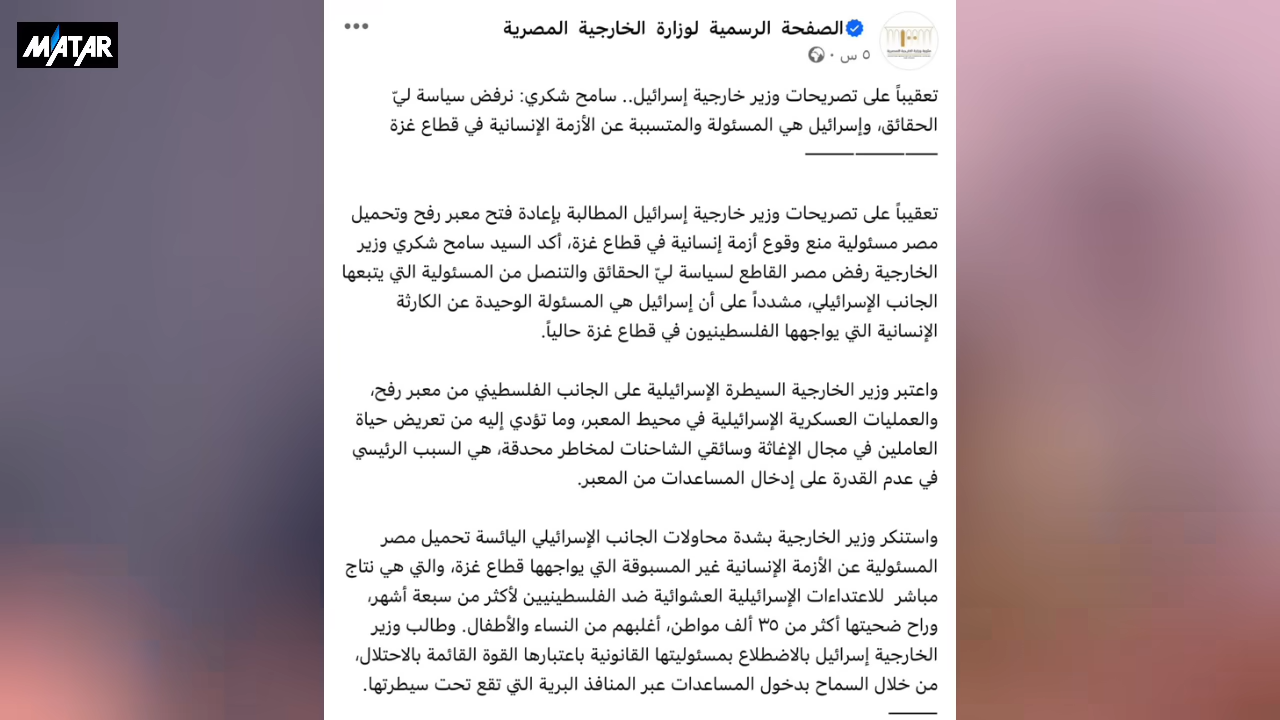 MATAR
الصفحة الرسمية لوزارة الخارجية المصرية
٥ س ·
تعقيباً على تصريحات وزير خارجية إسرائيل.. سامح شكري: نرفض سياسة ليّ
الحقائق، وإسرائيل هي المسئولة والمتسببة عن الأزمة الإنسانية في قطاع غزة
تعقيباً على تصريحات وزير خارجية إسرائيل المطالبة بإعادة فتح معبر رفح وتحميل
مصر مسئولية منع وقوع أزمة إنسانية في قطاع غزة، أكد السيد سامح شكري وزير
الخارجية رفض مصر القاطع لسياسة ليّ الحقائق والتنصل من المسئولية التي يتبعها
الجانب الإسرائيلي، مشدداً على أن إسرائيل هي المسئولة الوحيدة عن الكارثة
الإنسانية التي يواجهها الفلسطينيون في قطاع غزة حالياً.
واعتبر وزير الخارجية السيطرة الإسرائيلية على الجانب الفلسطيني من معبر رفح،
والعمليات العسكرية الإسرائيلية في محيط المعبر، وما تؤدي إليه من تعريض حياة
العاملين في مجال الإغاثة وسائقي الشاحنات لمخاطر محدقة، هي السبب الرئيسي
في عدم القدرة على إدخال المساعدات من المعبر.
واستنكر وزير الخارجية بشدة محاولات الجانب الإسرائيلي اليائسة تحميل مصر
المسئولية عن الأزمة الإنسانية غير المسبوقة التي يواجهها قطاع غزة، والتي هي نتاج
مباشر للاعتداءات الإسرائيلية العشوائية ضد الفلسطينيين لأكثر من سبعة أشهر،
وراح ضحيتها أكثر من ٣٥ ألف مواطن، أغلبهم من النساء والأطفال. وطالب وزير
الخارجية إسرائيل بالاضطلاع بمسئوليتها القانونية باعتبارها القوة القائمة بالاحتلال،
من خلال السماح بدخول المساعدات عبر المنافذ البرية التي تقع تحت سيطرتها.